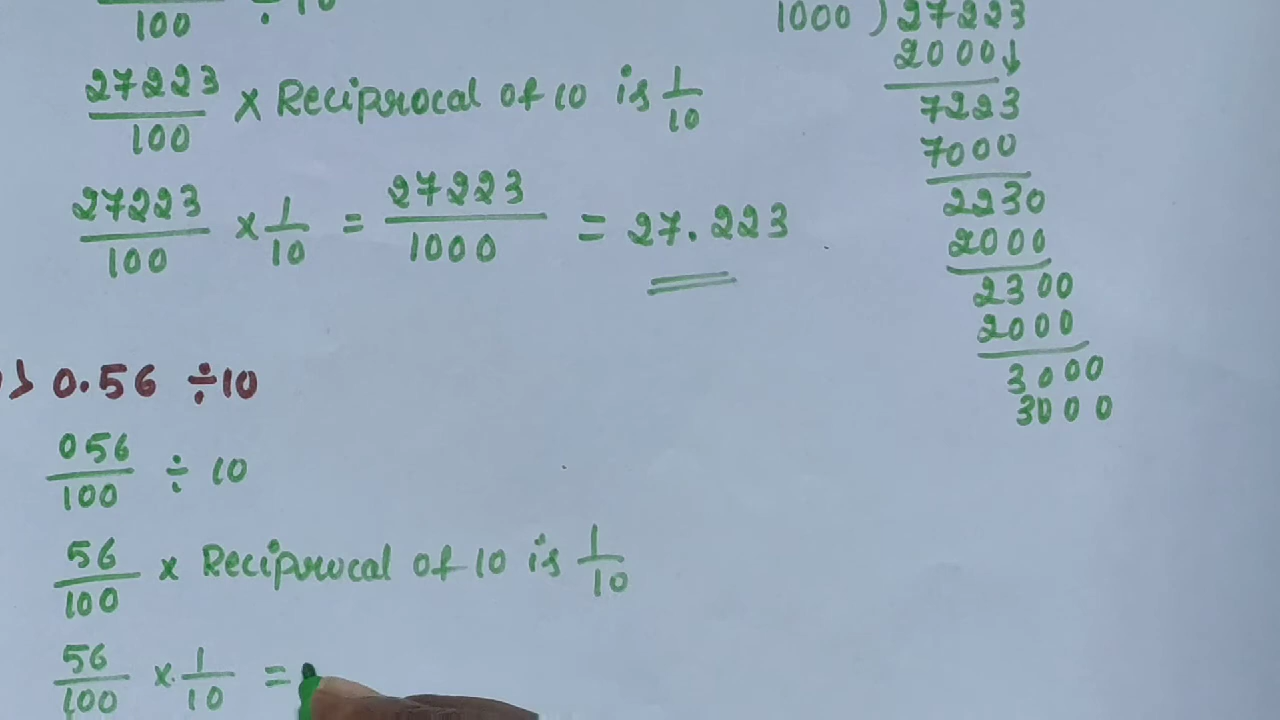 100 ÷ 10
27223/100 × Reciprocal of 10 is 1/10
27223/100 × 1/10 = 27223/1000 = 27.223
0.56 ÷10
056/100 ÷ 10
56/100 × Reciprocal of 10 is 1/10
56/100 × 1/10 =
1000 ) 27223
2000↓
7223
7000
2230
2000
2300
2000
3000
3000